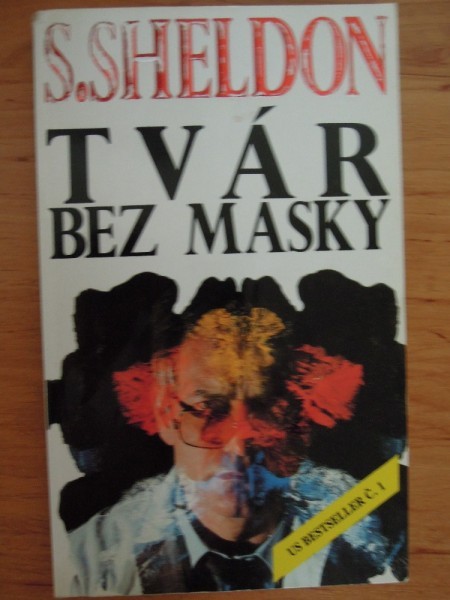 S.SHELDON
TVÁR
BEZ MASKY
US BESTSELLER Č. 1